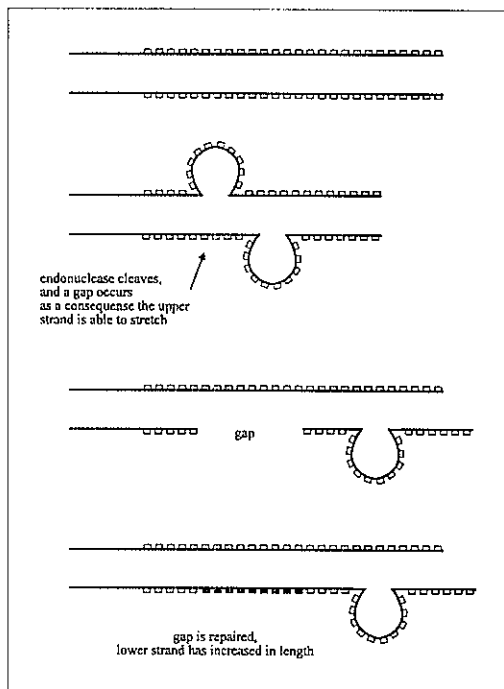 endonuclease cleaves,
and a gap occurs
as a consequense the upper
strand is able to stretch
gap
gap is repaired,
lower strand has increased in length